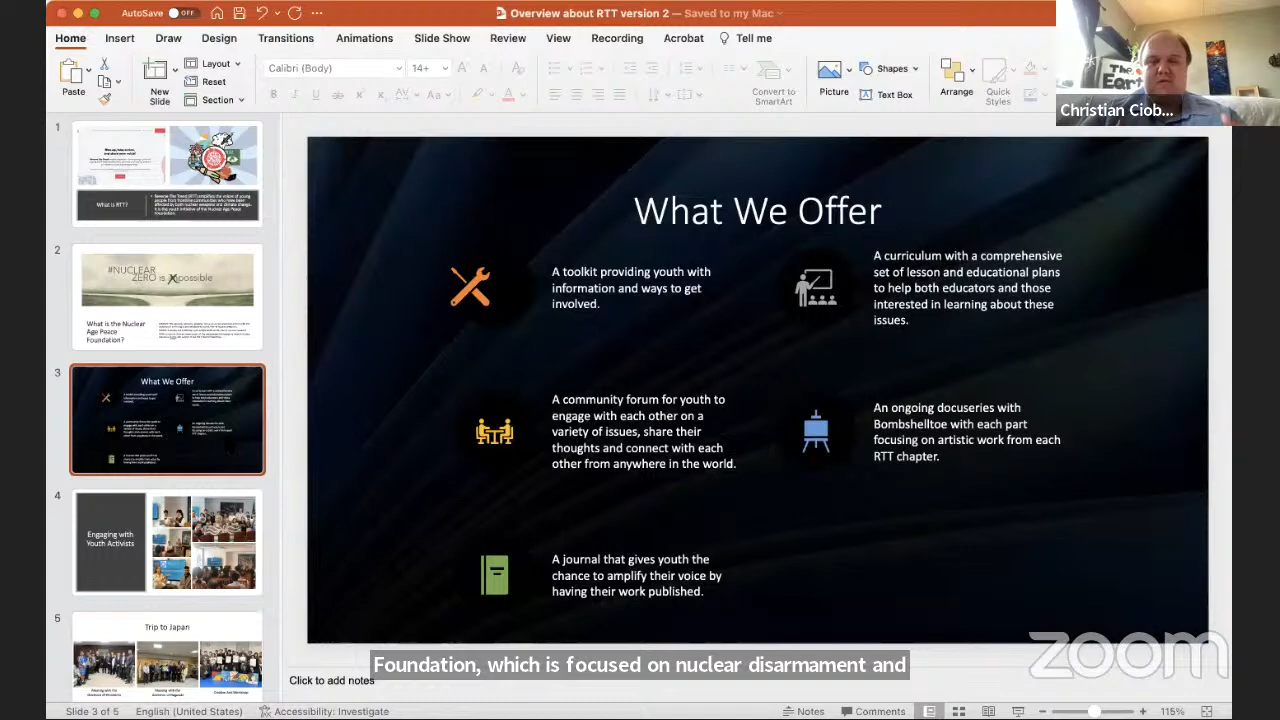 AutoSave OFF
Overview about RTT version 2 — Saved to my Mac
Home Insert Draw Design Transitions Animations Slide Show Review View Recording Acrobat Tell me
Paste
New
Slide
Layout
Reset
Section
Calibri (Body) 14+
Convert to
SmartArt
Picture
Shapes
Text Box
Arrange
Quick
Styles
The
Eart
Christian Ciob...
1
What is RTT?
2
#NUCLEAR
ZERO is
possible
What is the Nuclear
Age Peace
Foundation?
3
What We Offer
4
Engaging with
Youth Activists
5
Trip to Japan
What We Offer
A toolkit providing youth with
information and ways to get
involved.
A curriculum with a comprehensive
set of lesson and educational plans
to help both educators and those
interested in learning about these
issues.
A community forum for youth to
engage with each other on a
variety of issues, share their
thoughts and connect with each
other from anywhere in the world.
An ongoing docuseries with
BombShelltoe with each part
focusing on artistic work from each
RTT chapter.
A journal that gives youth the
chance to amplify their voice by
having their work published.
zoom
Foundation, which is focused on nuclear disarmament and
Click to add notes
Slide 3 of 5 English (United States) Accessibility: Investigate Notes Comments 115%